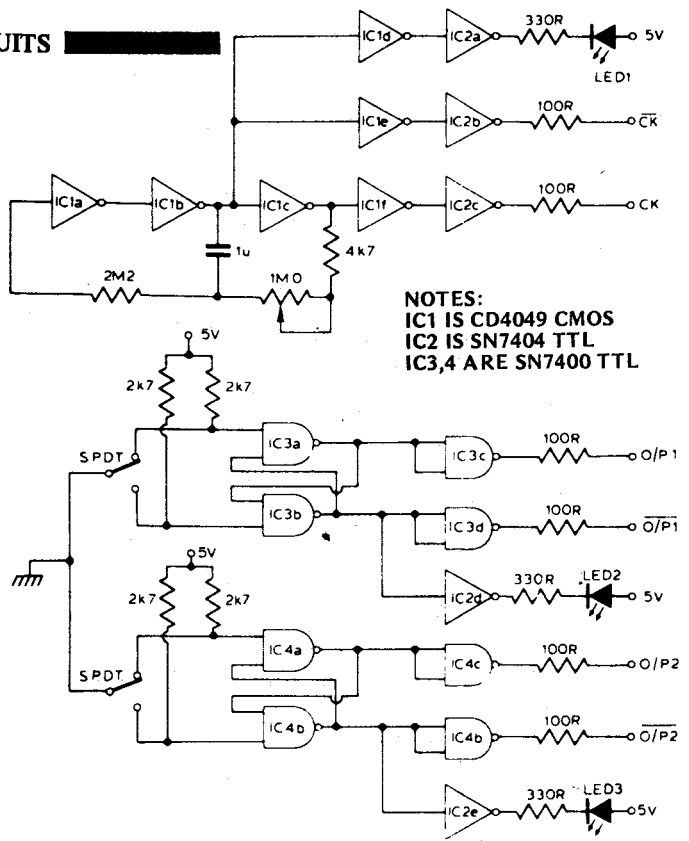 UITS
330R
5V
IC1d
IC2a
LED1
100R
IC1e
IC2b
CK
100R
IC1a
IC1b
IC1c
IC1f
IC2c
CK
1u
4k7
2M2
1M0
NOTES:
IC1 IS CD4049 CMOS
IC2 IS SN7404 TTL
IC3,4 ARE SN7400 TTL
5V
2k7
2k7
SPDT
IC3a
IC3c
100R
O/P1
IC3b
IC3d
100R
O/P1
5V
IC2d
330R
LED2
5V
2k7
2k7
SPDT
IC4a
IC4c
100R
O/P2
IC4b
IC4b
100R
O/P2
IC2e
330R
LED3
5V